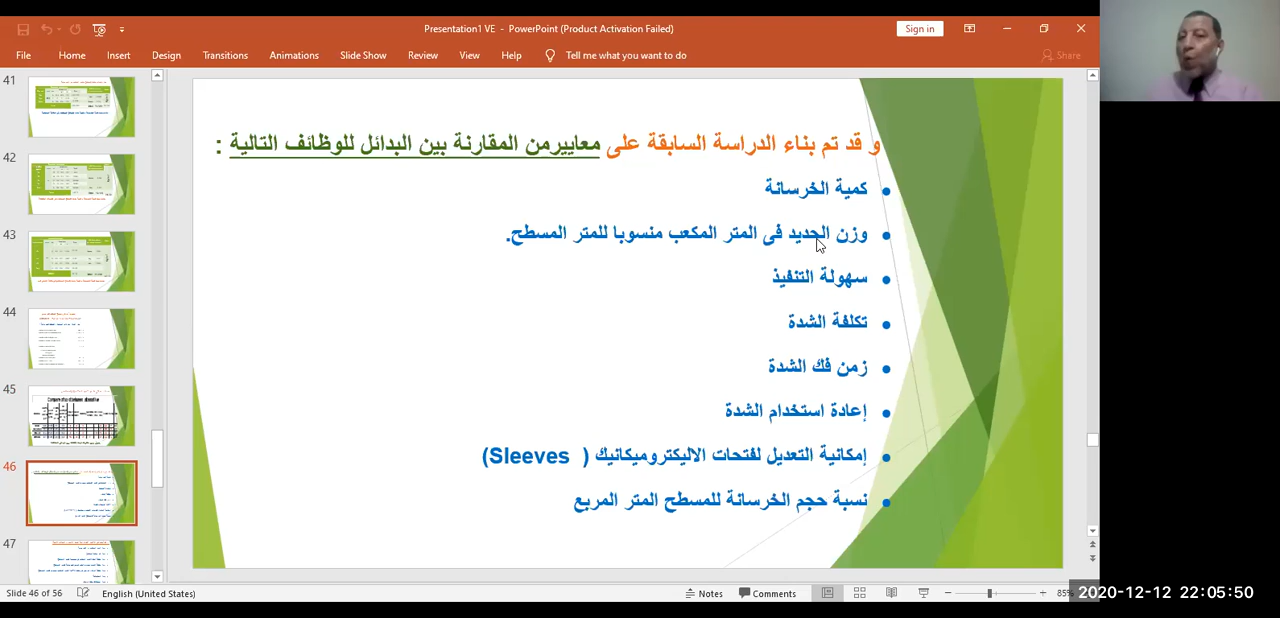 Presentation1 VE - PowerPoint (Product Activation Failed)
Sign in
File Home Insert Design Transitions Animations Slide Show Review View Help Tell me what you want to do Share
41
42
43
44
45
46
47
و قد تم بناء الدراسة السابقة على معاييرمن المقارنة بين البدائل للوظائف التالية :
• كمية الخرسانة
• وزن الحديد فى المتر المكعب منسوبا للمتر المسطح.
• سهولة التنفيذ
• تكلفة الشدة
• زمن فك الشدة
• إعادة استخدام الشدة
• إمكانية التعديل لفتحات الاليكتروميكانيك ( Sleeves)
• نسبة حجم الخرسانة للمسطح المتر المربع
Slide 46 of 56 English (United States) Notes Comments 85%
2020-12-12 22:05:50